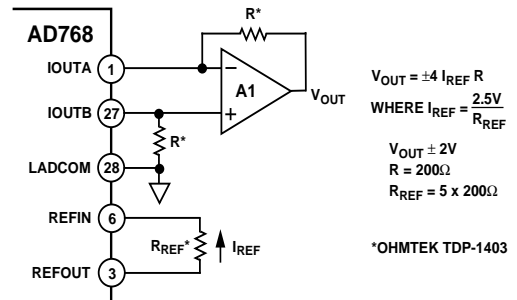 AD768
R*
IOUTA 1
A1
VOUT
IOUTB 27
R*
LADCOM 28
REFIN 6
RREF* IREF
REFOUT 3
VOUT = ±4 IREF R
WHERE IREF = 2.5V / RREF
VOUT ± 2V
R = 200Ω
RREF = 5 x 200Ω
*OHMTEK TDP-1403
− 
+